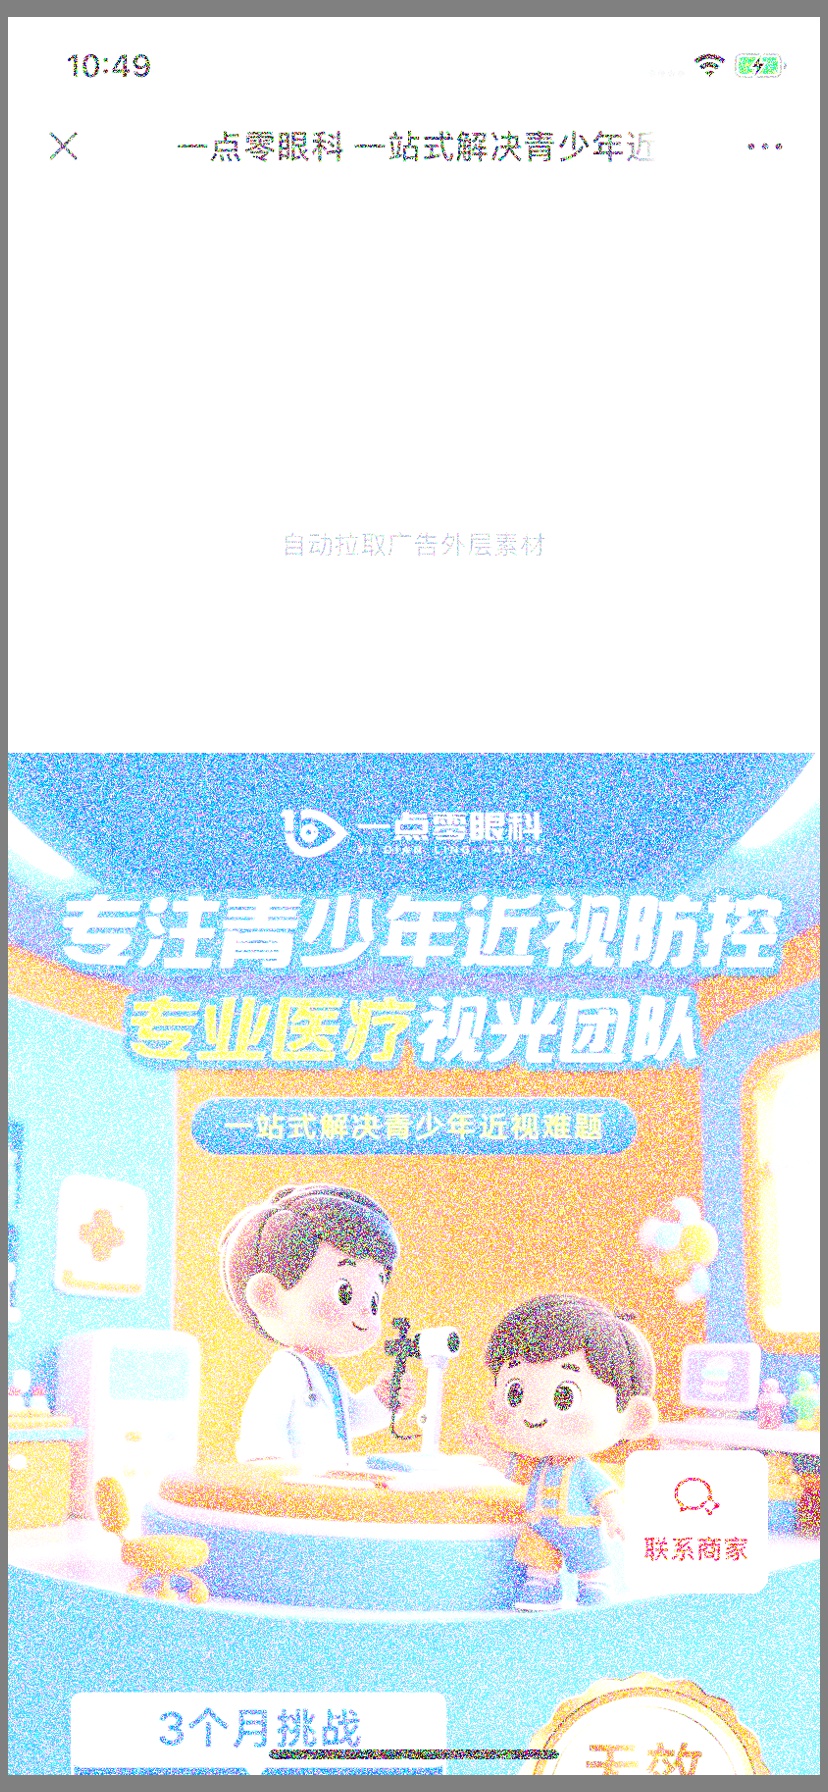 10:49
一点零眼科 一站式解决青少年近
自动拉取广告外层素材
一点零眼科
YI DIAN LING YAN KE
专注青少年近视防控
专业医疗视光团队
一站式解决青少年近视难题
联系商家
3个月挑战
无效